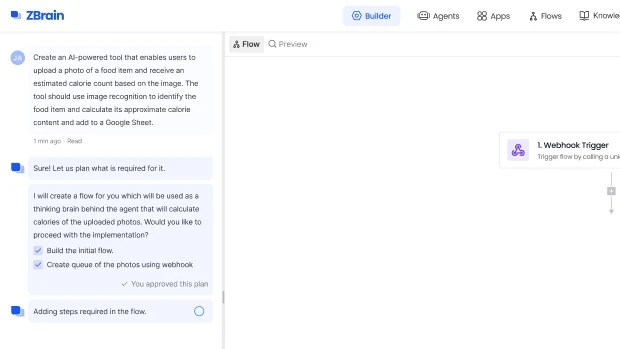 ZBrain
Builder
Agents
Apps
Flows
Flow
Preview
JA
Create an AI-powered tool that enables users to
upload a photo of a food item and receive an
estimated calorie count based on the image. The
tool should use image recognition to identify the
food item and calculate its approximate calorie
content and add to a Google Sheet.
1 min ago · Read
Sure! Let us plan what is required for it.
I will create a flow for you which will be used as a
thinking brain behind the agent that will calculate
calories of the uploaded photos. Would you like to
proceed with the implementation?
Build the initial flow.
Create queue of the photos using webhook
You approved this plan
Adding steps required in the flow.
1. Webhook Trigger
Trigger flow by calling a